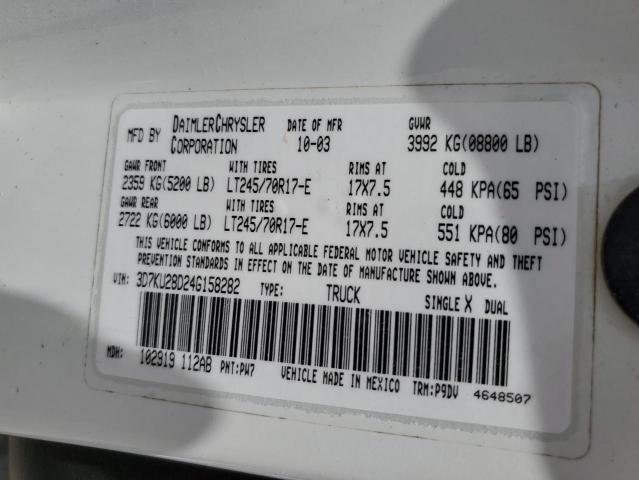 MFD BY DAIMLERCHRYSLER CORPORATION DATE OF MFR 10-03 GVWR 3992 KG(08800 LB)
GAWR FRONT WITH TIRES RIMS AT COLD
2359 KG(5200 LB) LT245/70R17-E 17X7.5 448 KPA(65 PSI)
GAWR REAR WITH TIRES RIMS AT COLD
2722 KG(6000 LB) LT245/70R17-E 17X7.5 551 KPA(80 PSI)
THIS VEHICLE CONFORMS TO ALL APPLICABLE FEDERAL MOTOR VEHICLE SAFETY AND THEFT
PREVENTION STANDARDS IN EFFECT ON THE DATE OF MANUFACTURE SHOWN ABOVE.
VIN: 3D7KU28D24G158282 TYPE: TRUCK SINGLE X DUAL
MDH: 102919 112AB PNT:PW7 VEHICLE MADE IN MEXICO TRM:P9DV 4648507